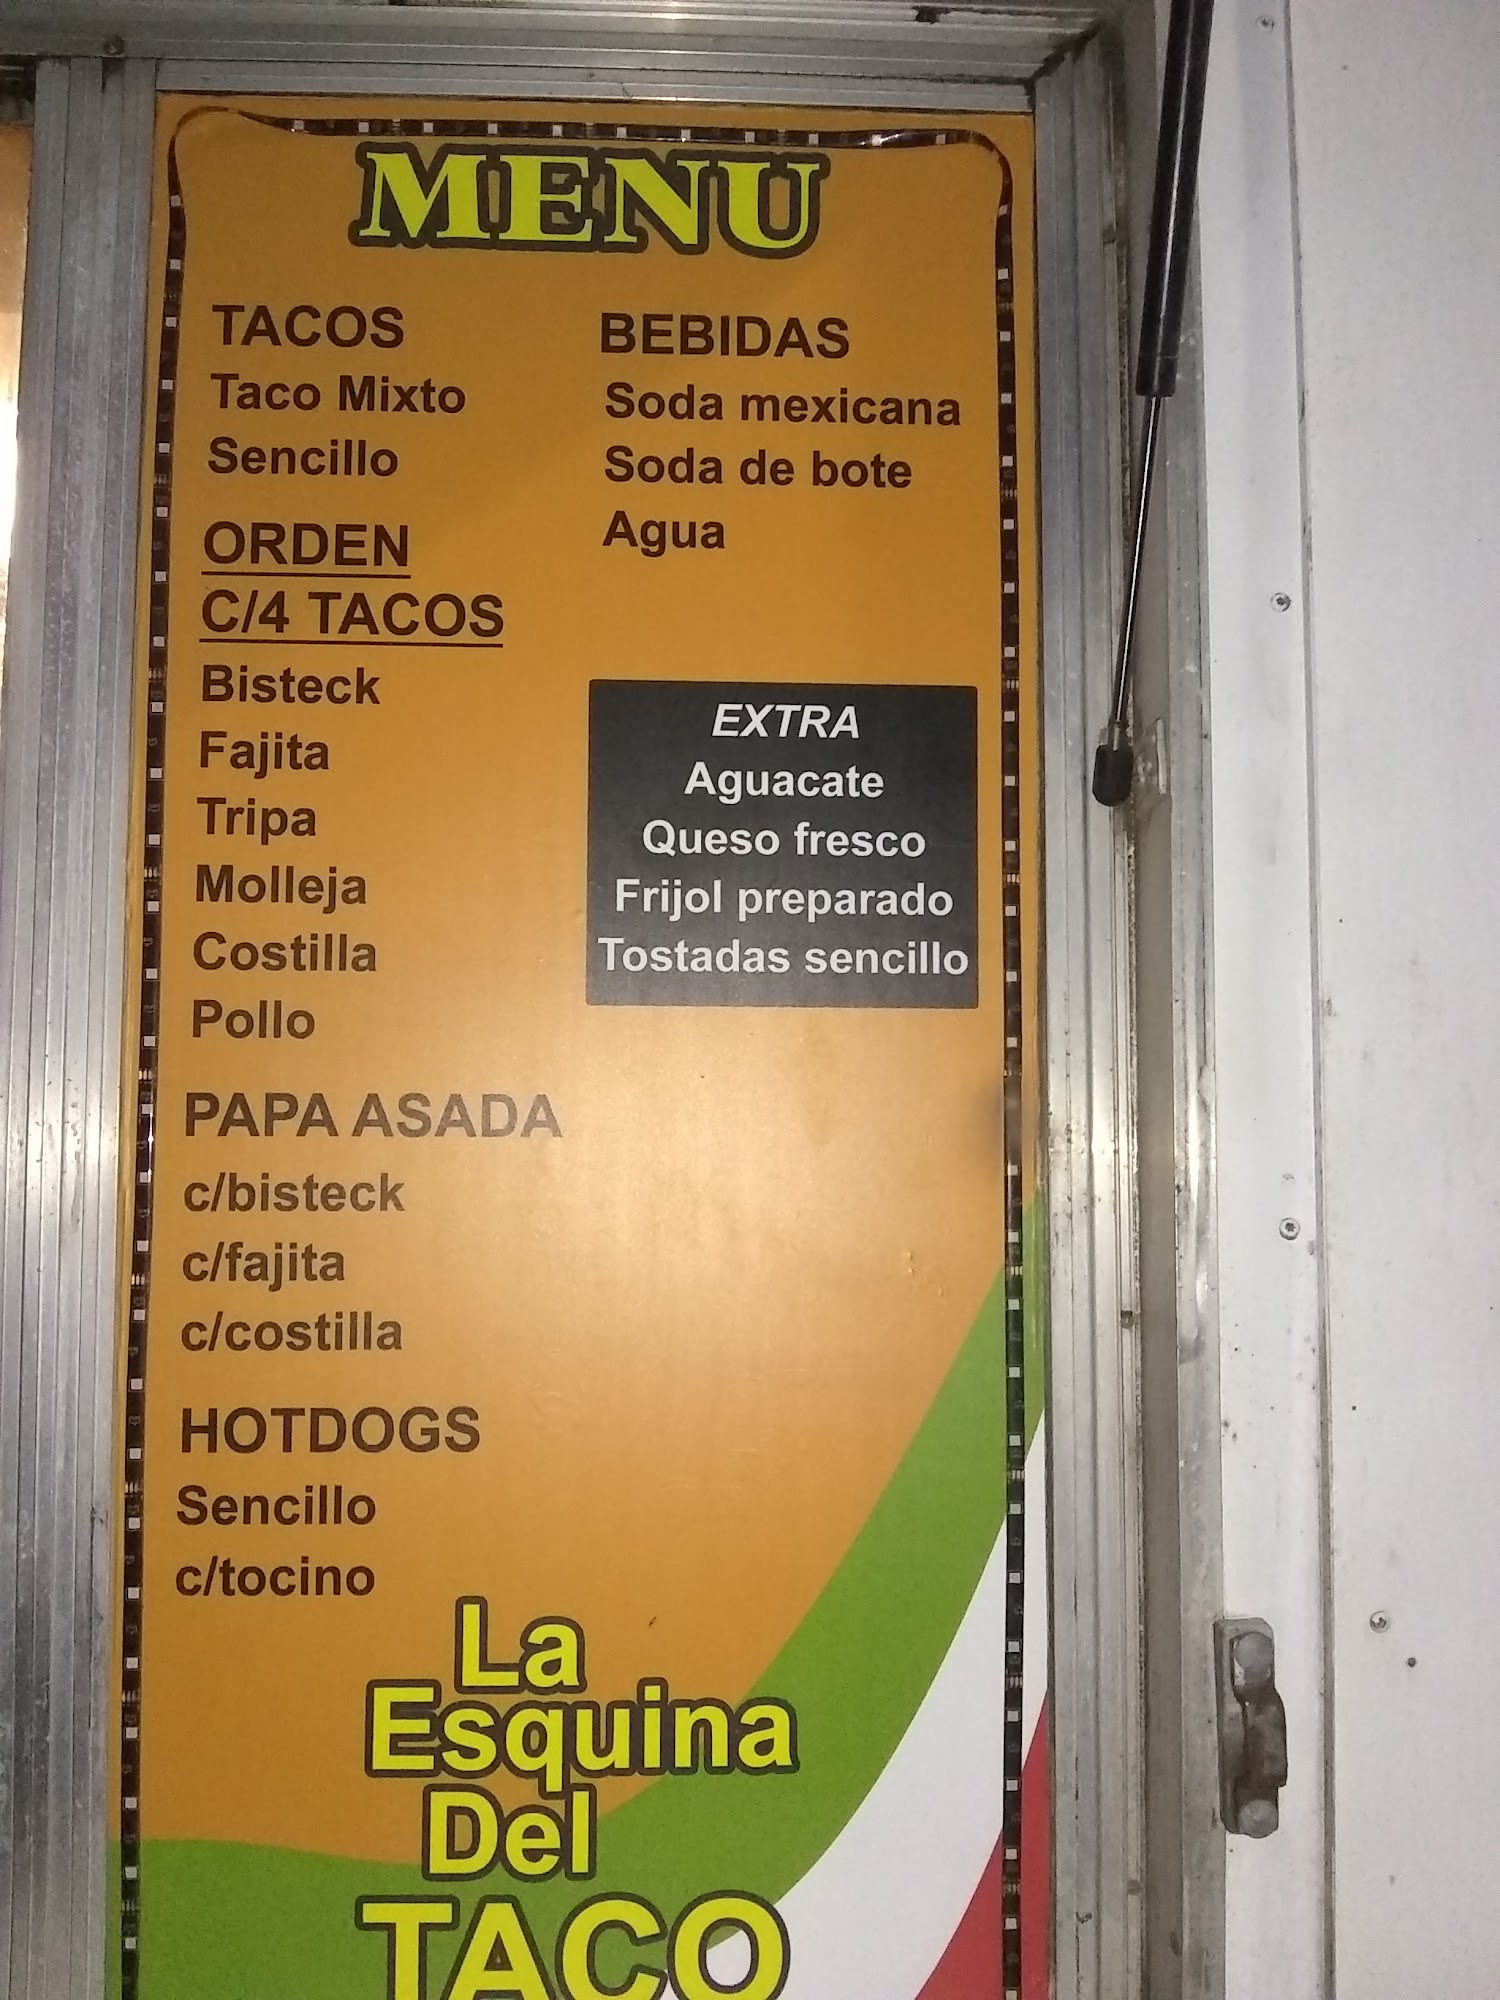 MENU
TACOS
Taco Mixto
Sencillo
ORDEN
C/4 TACOS
Bisteck
Fajita
Tripa
Molleja
Costilla
Pollo
PAPA ASADA
c/bisteck
c/fajita
c/costilla
HOTDOGS
Sencillo
c/tocino
BEBIDAS
Soda mexicana
Soda de bote
Agua
EXTRA
Aguacate
Queso fresco
Frijol preparado
Tostadas sencillo
La
Esquina
Del
TACO